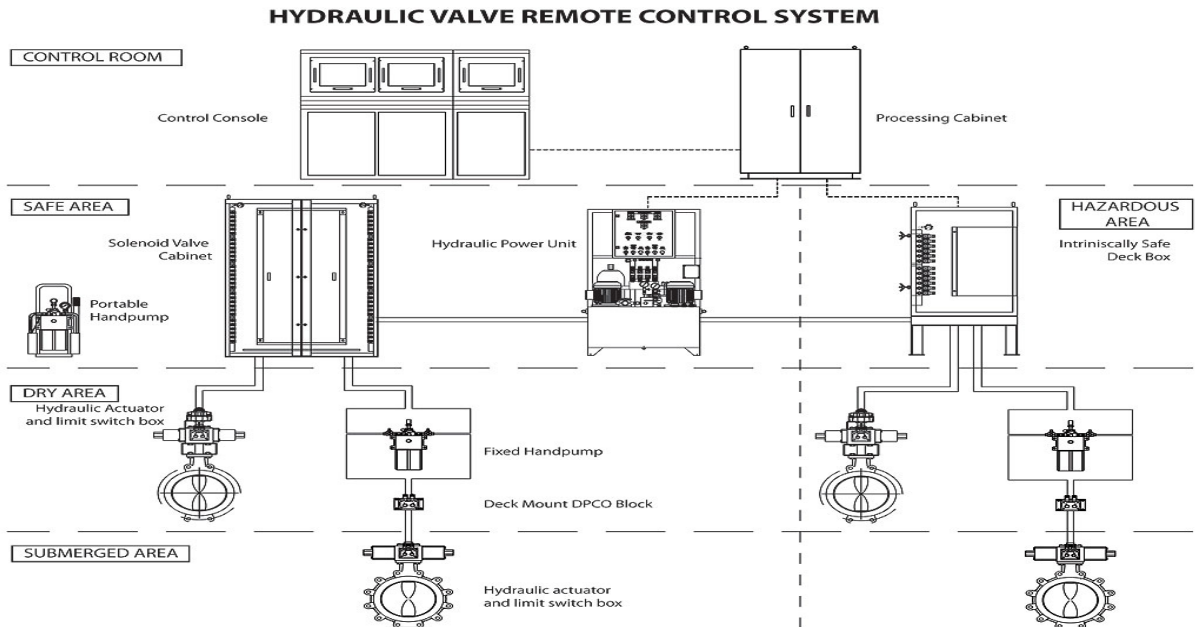 HYDRAULIC VALVE REMOTE CONTROL SYSTEM
CONTROL ROOM
Control Console
Processing Cabinet
SAFE AREA
HAZARDOUS
AREA
Solenoid Valve
Cabinet
Hydraulic Power Unit
Intriniscally Safe
Deck Box
Portable
Handpump
DRY AREA
Hydraulic Actuator
and limit switch box
Fixed Handpump
Deck Mount DPCO Block
SUBMERGED AREA
Hydraulic actuator
and limit switch box